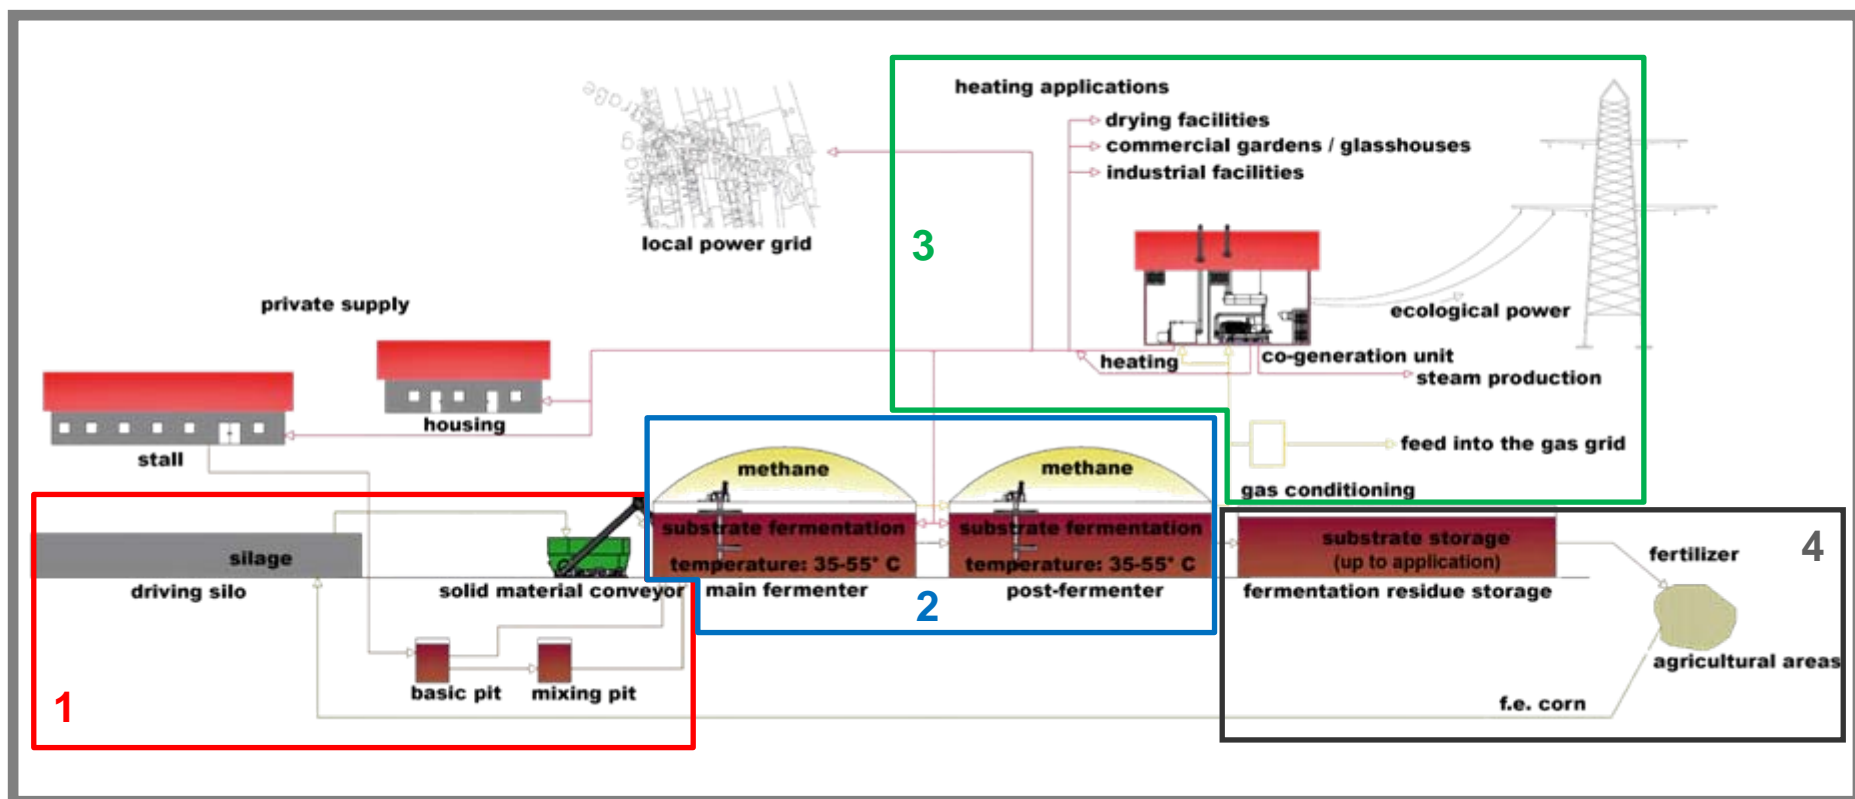 heating applications
drying facilities
commercial gardens / glasshouses
industrial facilities
local power grid
3
private supply
ecological power
heating
co-generation unit
steam production
housing
stall
feed into the gas grid
gas conditioning
methane
methane
substrate fermentation
temperature: 35-55° C
substrate fermentation
temperature: 35-55° C
substrate storage
(up to application)
4
silage
driving silo
solid material conveyor
main fermenter
post-fermenter
fermentation residue storage
fertilizer
2
agricultural areas
basic pit
mixing pit
1
f.e. corn